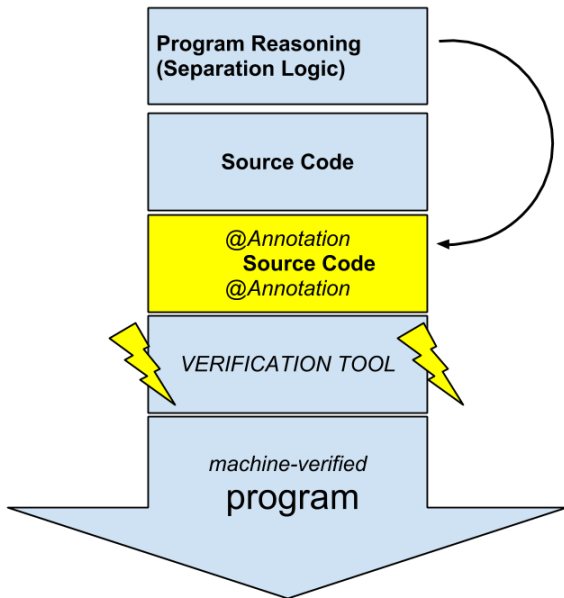 Program Reasoning
(Separation Logic)
Source Code
@Annotation
Source Code
@Annotation
VERIFICATION TOOL
machine-verified
program